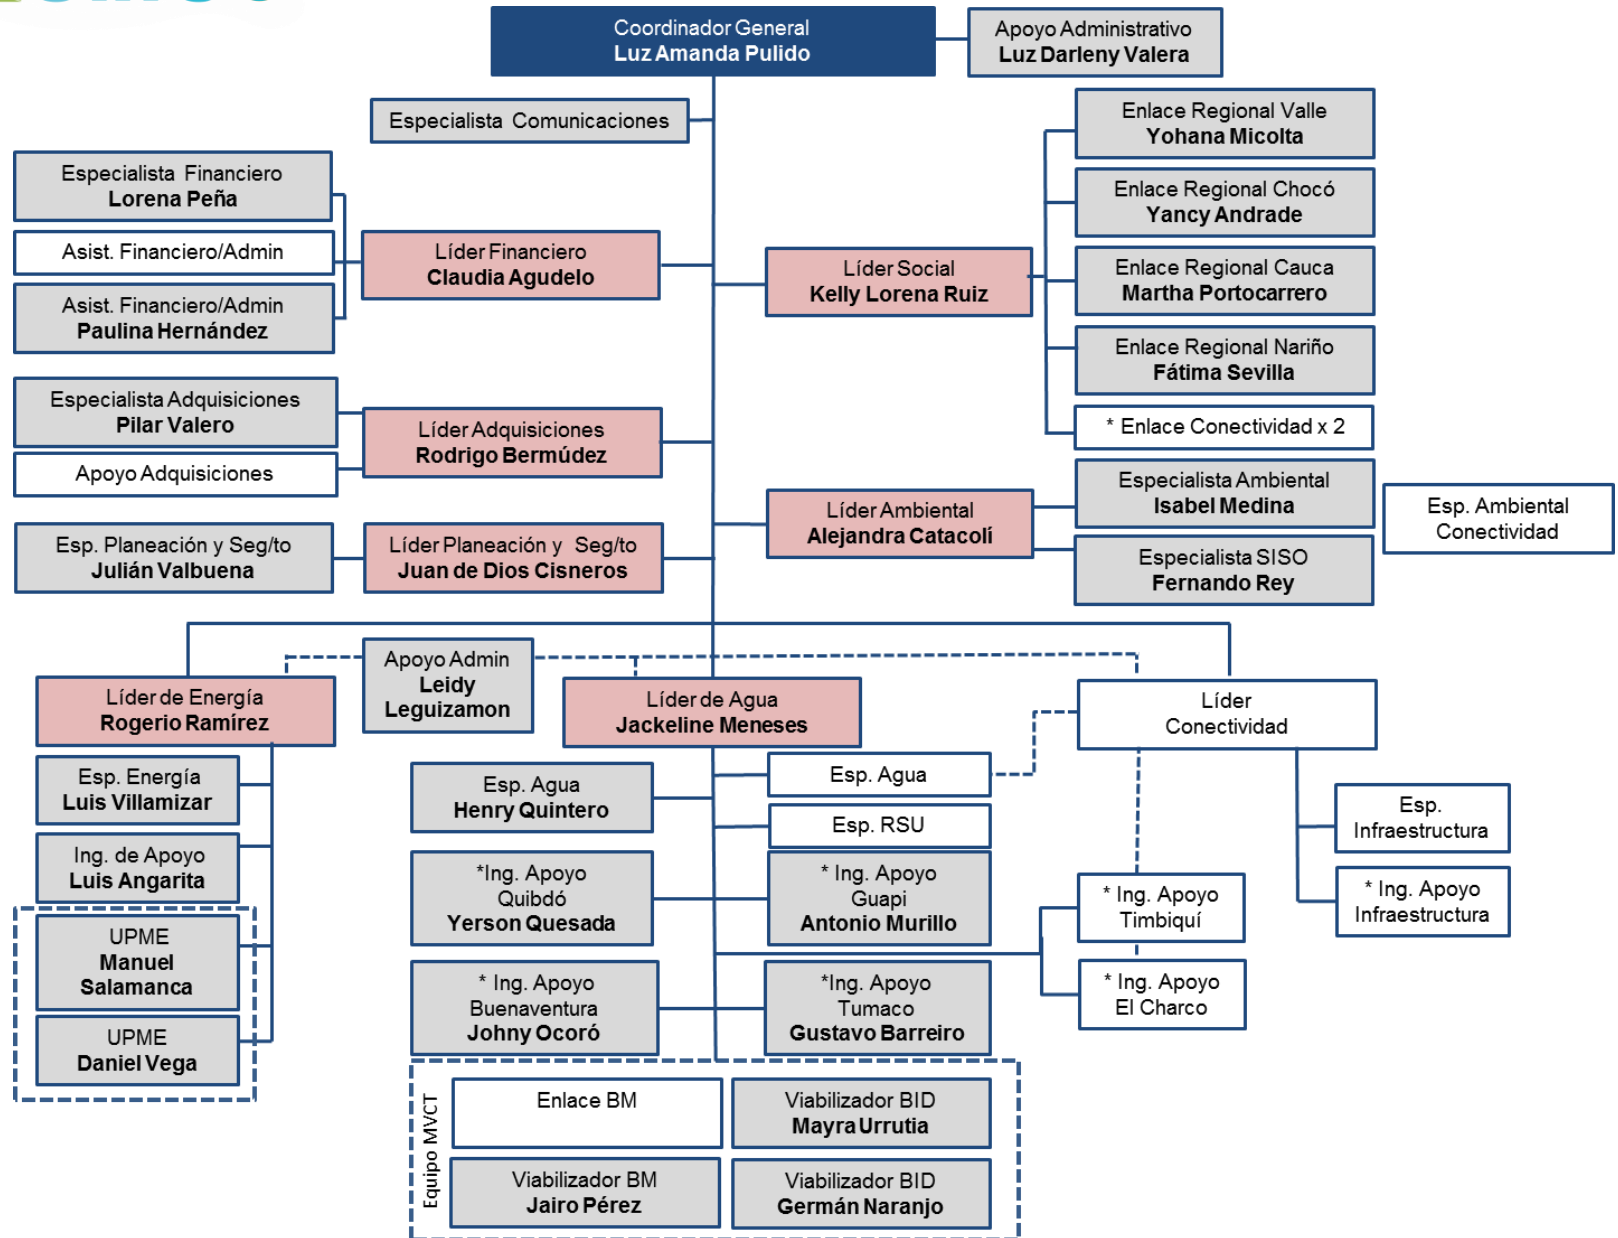 Coordinador General
Luz Amanda Pulido
Apoyo Administrativo
Luz Darleny Valera
Especialista Comunicaciones
Enlace Regional Valle
Yohana Micolta
Especialista Financiero
Lorena Peña
Enlace Regional Chocó
Yancy Andrade
Asist. Financiero/Admin
Líder Financiero
Claudia Agudelo
Líder Social
Kelly Lorena Ruiz
Enlace Regional Cauca
Martha Portocarrero
Asist. Financiero/Admin
Paulina Hernández
Enlace Regional Nariño
Fátima Sevilla
Especialista Adquisiciones
Pilar Valero
Líder Adquisiciones
Rodrigo Bermúdez
* Enlace Conectividad x 2
Apoyo Adquisiciones
Líder Ambiental
Alejandra Catacolí
Especialista Ambiental
Isabel Medina
Esp. Ambiental
Conectividad
Esp. Planeación y Seg/to
Julián Valbuena
Líder Planeación y Seg/to
Juan de Dios Cisneros
Especialista SISO
Fernando Rey
Líder de Energía
Rogerio Ramírez
Apoyo Admin
Leidy
Leguizamon
Líder de Agua
Jackeline Meneses
Líder
Conectividad
Esp. Energía
Luis Villamizar
Esp. Agua
Henry Quintero
Esp. Agua
Esp. RSU
Esp.
Infraestructura
Ing. de Apoyo
Luis Angarita
*Ing. Apoyo
Quibdó
Yerson Quesada
* Ing. Apoyo
Guapi
Antonio Murillo
* Ing. Apoyo
Timbiquí
* Ing. Apoyo
Infraestructura
UPME
Manuel
Salamanca
* Ing. Apoyo
Buenaventura
Johny Ocoró
*Ing. Apoyo
Tumaco
Gustavo Barreiro
* Ing. Apoyo
El Charco
UPME
Daniel Vega
Equipo MVCT
Enlace BM
Viabilizador BID
Mayra Urrutia
Viabilizador BM
Jairo Pérez
Viabilizador BID
Germán Naranjo